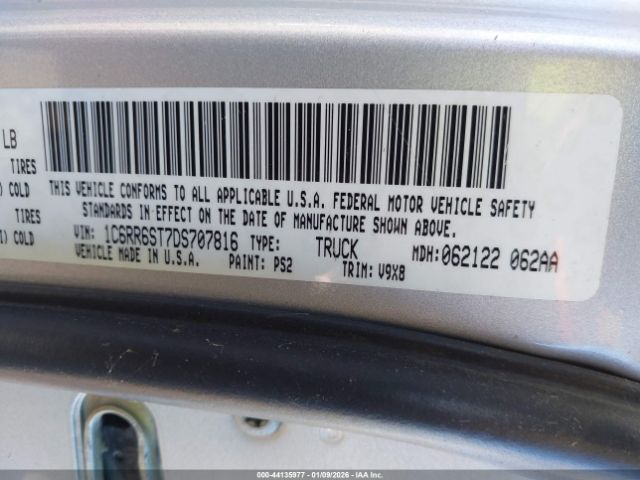 LB
TIRES
) COLD
TIRES
) COLD
THIS VEHICLE CONFORMS TO ALL APPLICABLE U.S.A. FEDERAL MOTOR VEHICLE SAFETY
STANDARDS IN EFFECT ON THE DATE OF MANUFACTURE SHOWN ABOVE.
VIN: 1C6RR6ST7DS707816 TYPE: TRUCK MDH:062122 062AA
VEHICLE MADE IN U.S.A. PAINT: PS2 TRIM: V9X8
000-44135977 - 01/09/2026 - IAAI.COM